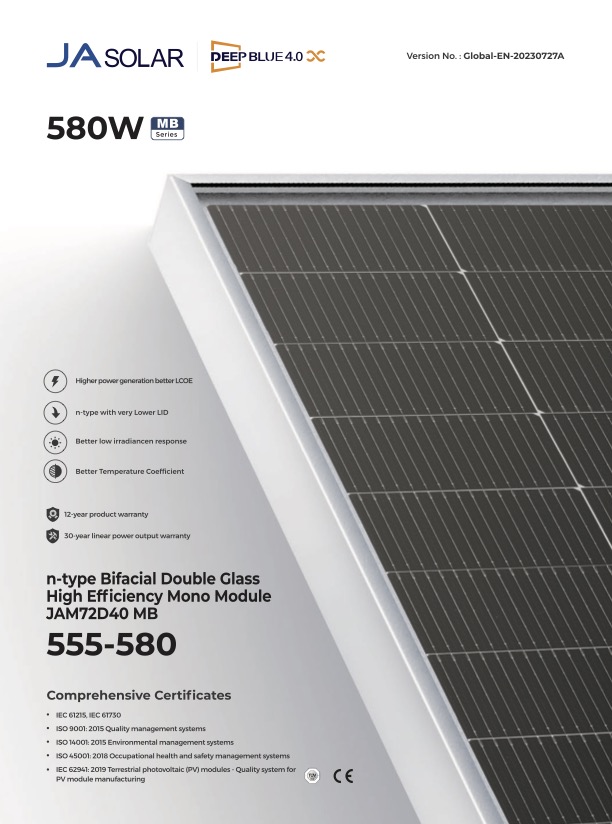 JA SOLAR
DEEP BLUE 4.0
Version No. : Global-EN-20230727A
580W
MB
Series
Higher power generation better LCOE
n-type with very Lower LID
Better low irradiancen response
Better Temperature Coefficient
12-year product warranty
30-year linear power output warranty
n-type Bifacial Double Glass
High Efficiency Mono Module
JAM72D40 MB
555-580
Comprehensive Certificates
• IEC 61215, IEC 61730
• ISO 9001: 2015 Quality management systems
• ISO 14001: 2015 Environmental management systems
• ISO 45001: 2018 Occupational health and safety management systems
• IEC 62941: 2019 Terrestrial photovoltaic (PV) modules - Quality system for
PV module manufacturing
CE